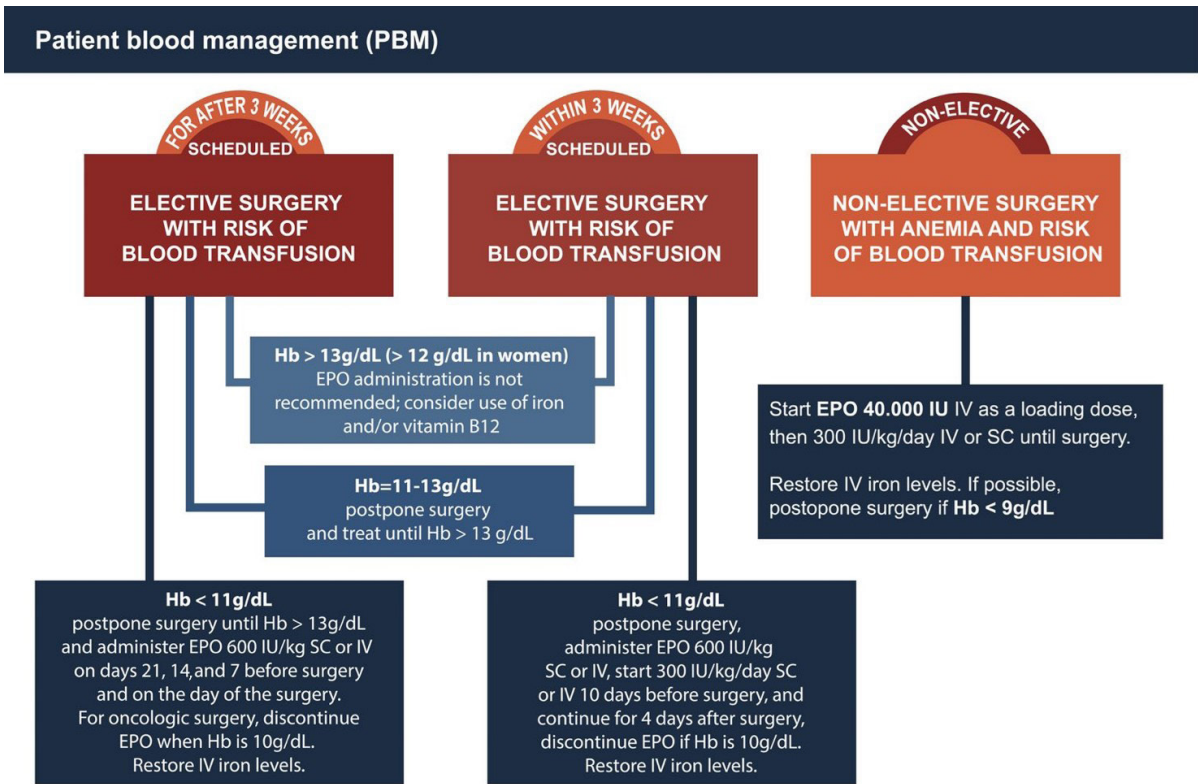 Patient blood management (PBM)
FOR AFTER 3 WEEKS
SCHEDULED
ELECTIVE SURGERY
WITH RISK OF
BLOOD TRANSFUSION
WITHIN 3 WEEKS
SCHEDULED
ELECTIVE SURGERY
WITH RISK OF
BLOOD TRANSFUSION
NON-ELECTIVE
NON-ELECTIVE SURGERY
WITH ANEMIA AND RISK
OF BLOOD TRANSFUSION
Hb > 13g/dL (> 12 g/dL in women)
EPO administration is not
recommended; consider use of iron
and/or vitamin B12
Hb=11-13g/dL
postpone surgery
and treat until Hb > 13 g/dL
Start EPO 40.000 IU IV as a loading dose,
then 300 IU/kg/day IV or SC until surgery.
Restore IV iron levels. If possible,
postopone surgery if Hb < 9g/dL
Hb < 11g/dL
postpone surgery until Hb > 13g/dL
and administer EPO 600 IU/kg SC or IV
on days 21, 14, and 7 before surgery
and on the day of the surgery.
For oncologic surgery, discontinue
EPO when Hb is 10g/dL.
Restore IV iron levels.
Hb < 11g/dL
postpone surgery,
administer EPO 600 IU/kg
SC or IV, start 300 IU/kg/day SC
or IV 10 days before surgery, and
continue for 4 days after surgery,
discontinue EPO if Hb is 10g/dL.
Restore IV iron levels.